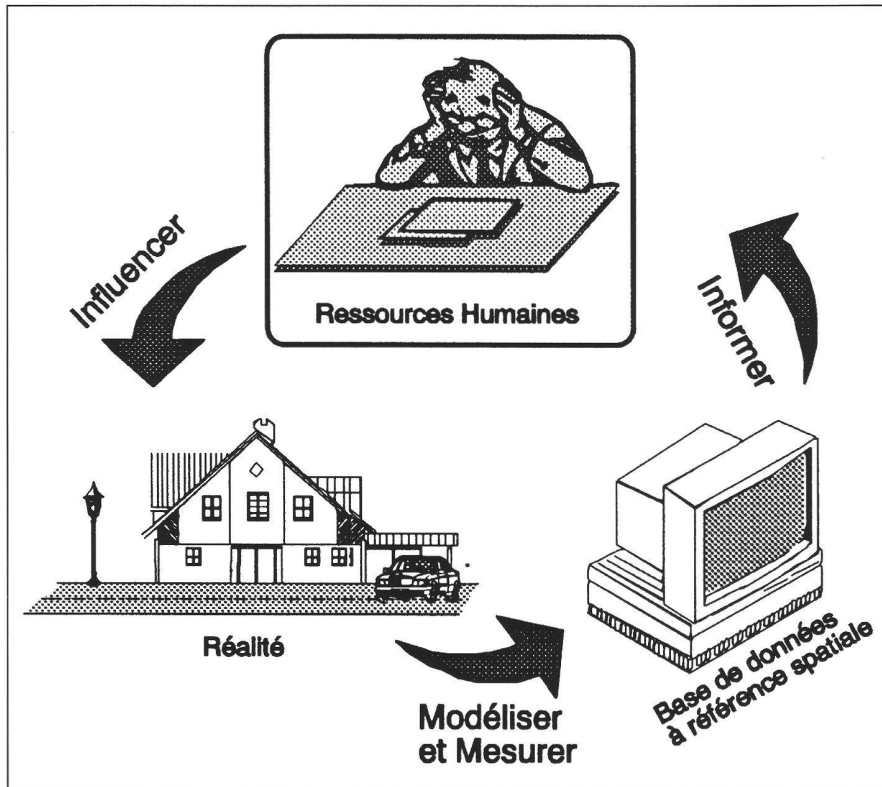 Ressources Humaines
Influencer
Informer
Réalité
Modéliser
et Mesurer
Base de données
à référence spatiale